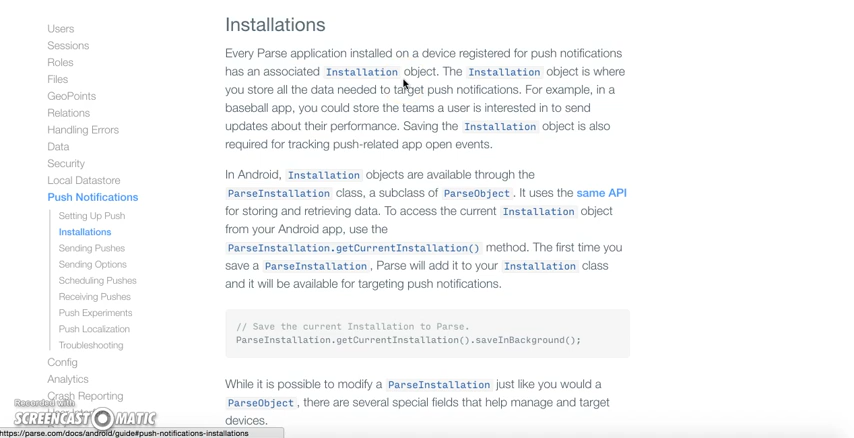 Users
Sessions
Roles
Files
GeoPoints
Relations
Handling Errors
Data
Security
Local Datastore
Push Notifications
Setting Up Push
Installations
Sending Pushes
Sending Options
Scheduling Pushes
Receiving Pushes
Push Experiments
Push Localization
Troubleshooting
Config
Analytics
Crash Reporting
Installations
Every Parse application installed on a device registered for push notifications
has an associated Installation object. The Installation object is where
you store all the data needed to target push notifications. For example, in a
baseball app, you could store the teams a user is interested in to send
updates about their performance. Saving the Installation object is also
required for tracking push-related app open events.
In Android, Installation objects are available through the
ParseInstallation class, a subclass of ParseObject. It uses the same API
for storing and retrieving data. To access the current Installation object
from your Android app, use the
ParseInstallation.getCurrentInstallation() method. The first time you
save a ParseInstallation, Parse will add it to your Installation class
and it will be available for targeting push notifications.
// Save the current Installation to Parse.
ParseInstallation.getCurrentInstallation().saveInBackground();
While it is possible to modify a ParseInstallation just like you would a
ParseObject, there are several special fields that help manage and target
devices.
Recorded with
SCREENCAST MATIC
https://parse.com/docs/android/guide#push-notifications-installations